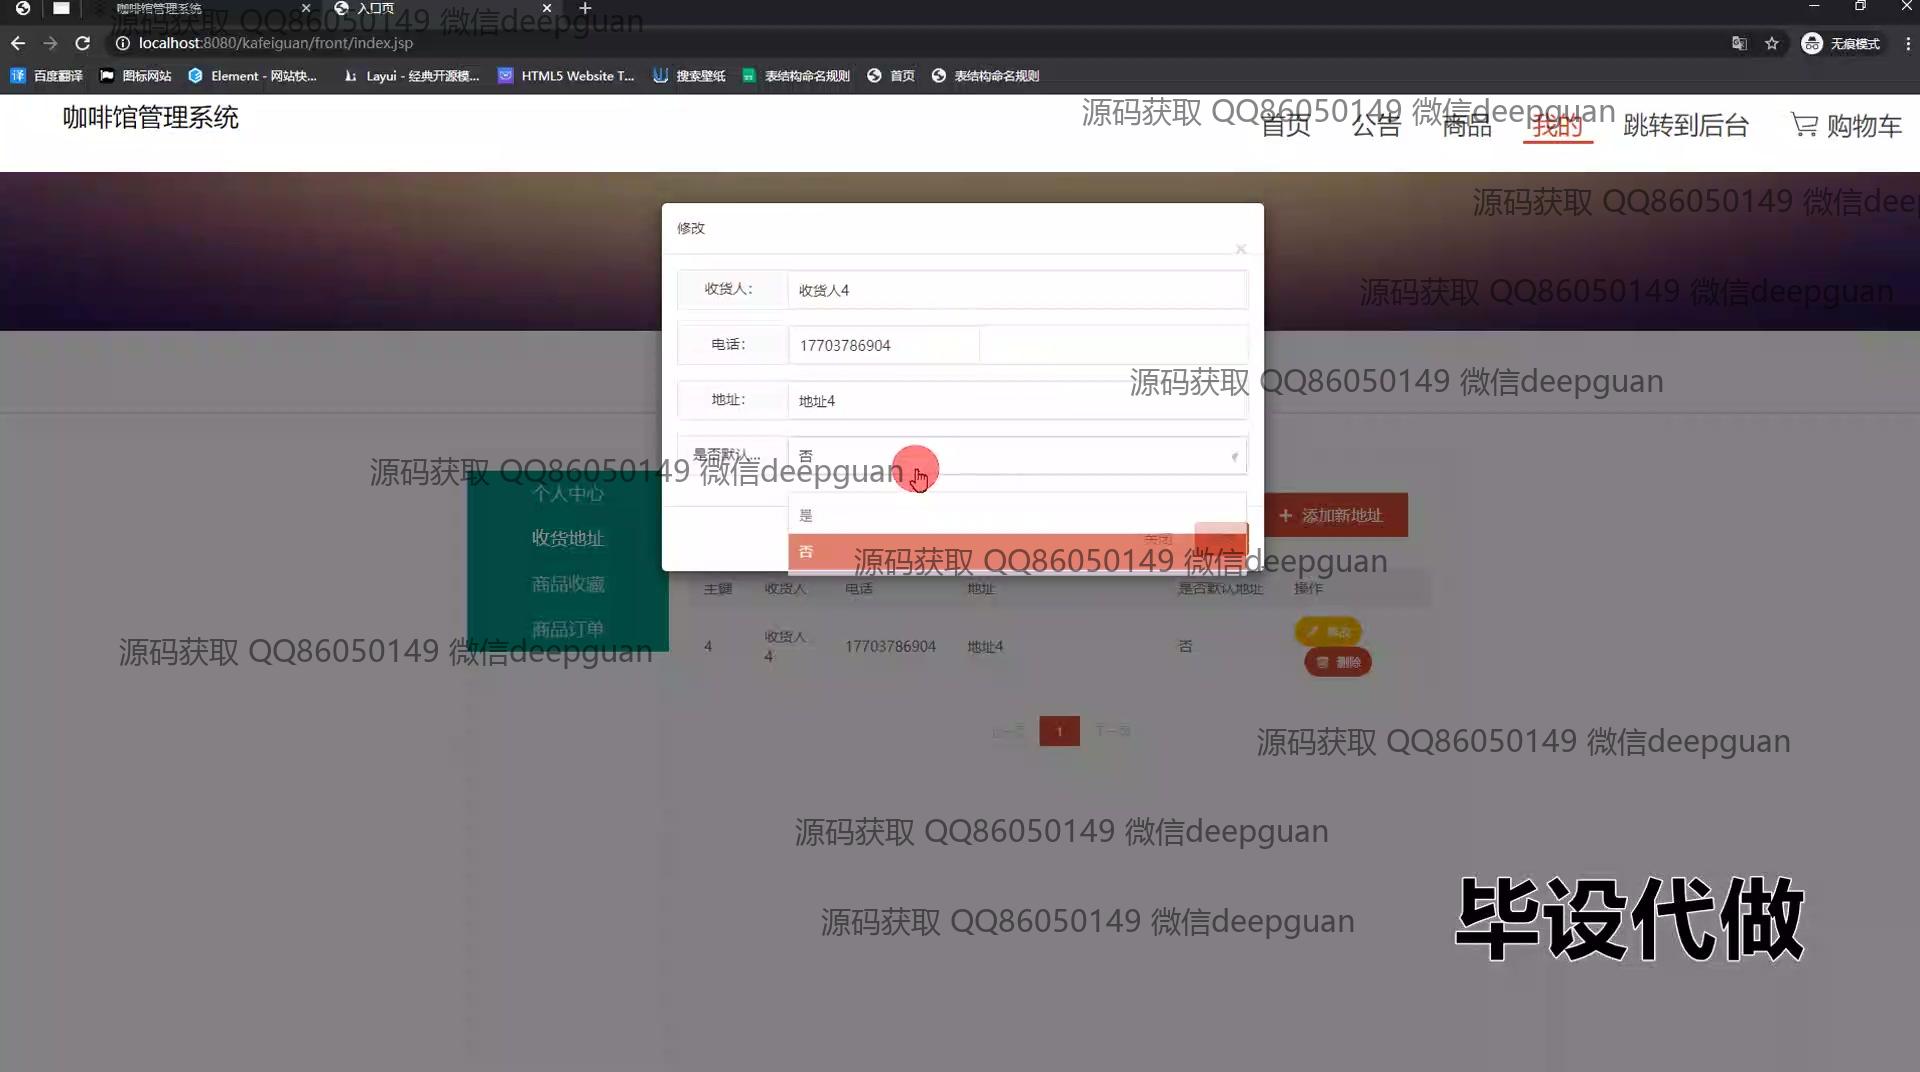 咖啡馆管理系统
入口页
源码获取 QQ86050149 微信deepguan
localhost:8080/kafeiguan/front/index.jsp
无痕模式
百度翻译
图标网站
Element - 网站快...
Layui - 经典开源模...
HTML5 Website T...
搜索壁纸
表结构命名规则
首页
表结构命名规则
咖啡馆管理系统
源码获取 QQ86050149 微信deepguan
首页
公告
商品
我的
跳转到后台
购物车
源码获取 QQ86050149 微信dee
修改
收货人:
收货人4
源码获取 QQ86050149 微信deepguan
电话:
17703786904
源码获取 QQ86050149 微信deepguan
地址:
地址4
是否默认...
否
源码获取 QQ86050149 微信deepguan
是
否
关闭
源码获取 QQ86050149 微信deepguan
个人中心
收货地址
商品收藏
商品订单
添加新地址
主键
收货人
电话
地址
是否默认地址
操作
4
收货人
4
17703786904
地址4
否
修改
删除
源码获取 QQ86050149 微信deepguan
上一页
1
下一页
源码获取 QQ86050149 微信deepguan
源码获取 QQ86050149 微信deepguan
源码获取 QQ86050149 微信deepguan
毕设代做